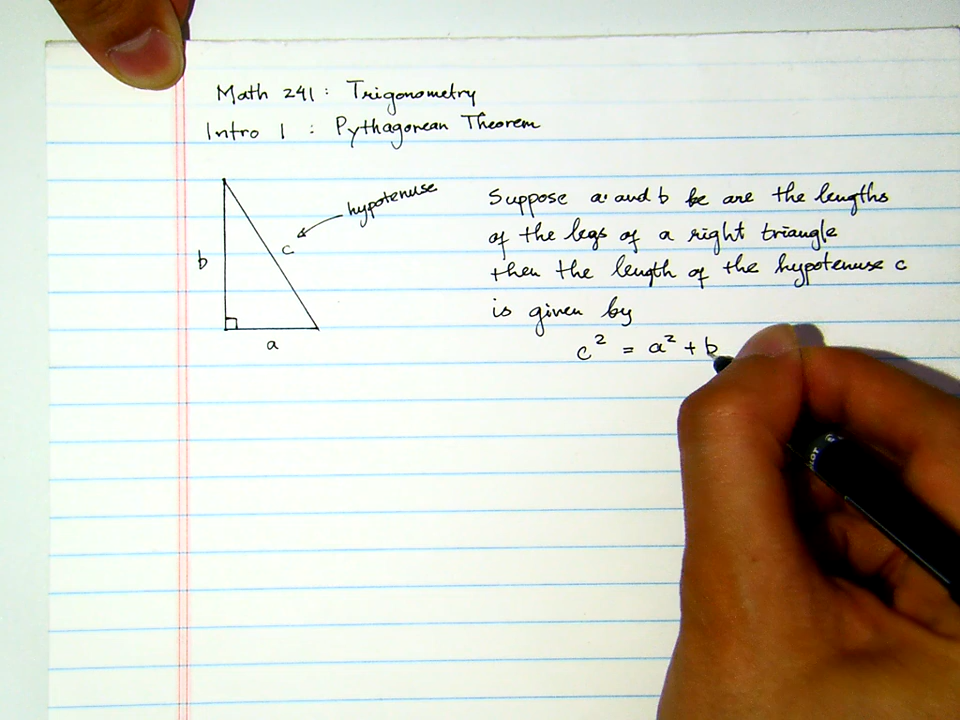 Math 241 : Trigonometry
Intro 1 : Pythagorean Theorem
hypotenuse
b
c
a
Suppose a and b be are the lengths
of the legs of a right triangle
then the length of the hypotenuse c
is given by
c² = a² + b